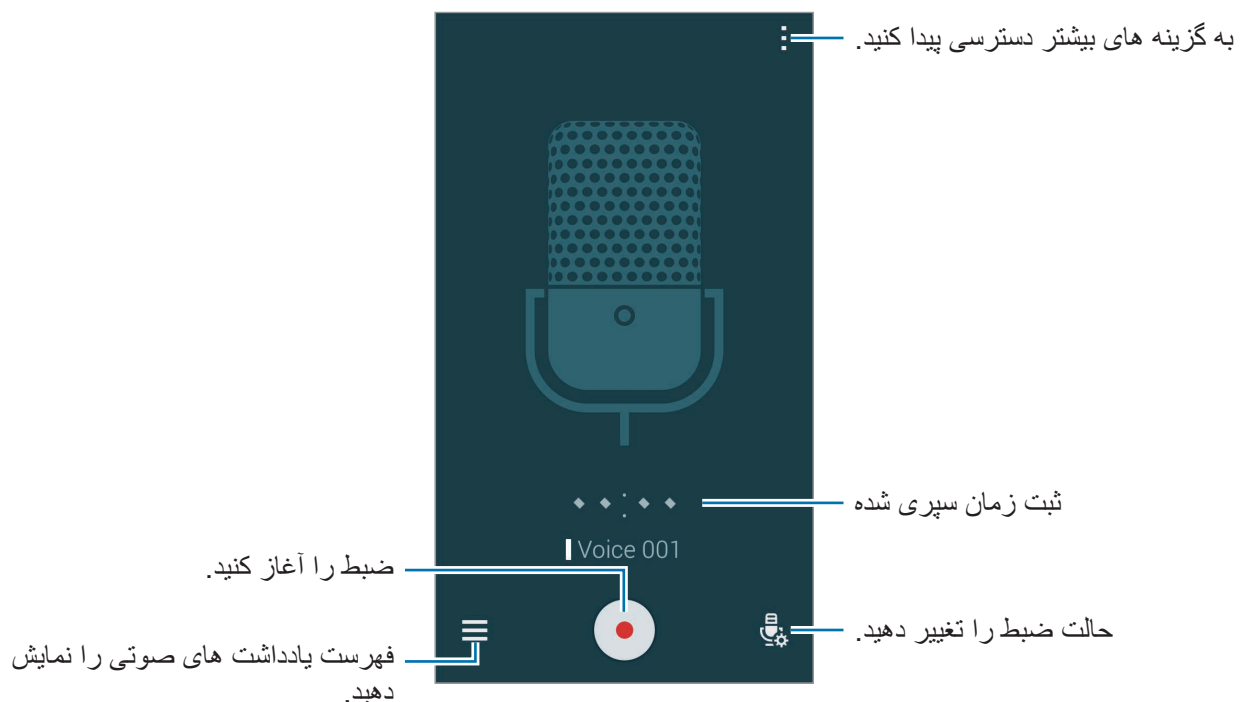 به گزینه های بیشتر دسترسی پیدا کنید.
ثبت زمان سپری شده
Voice 001
ضبط را آغاز کنید.
حالت ضبط را تغییر دهید.
فهرست یادداشت های صوتی را نمایش
دهید.